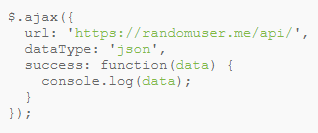 $.ajax({
  url: 'https://randomuser.me/api/',
  dataType: 'json',
  success: function(data) {
    console.log(data);
  }
});